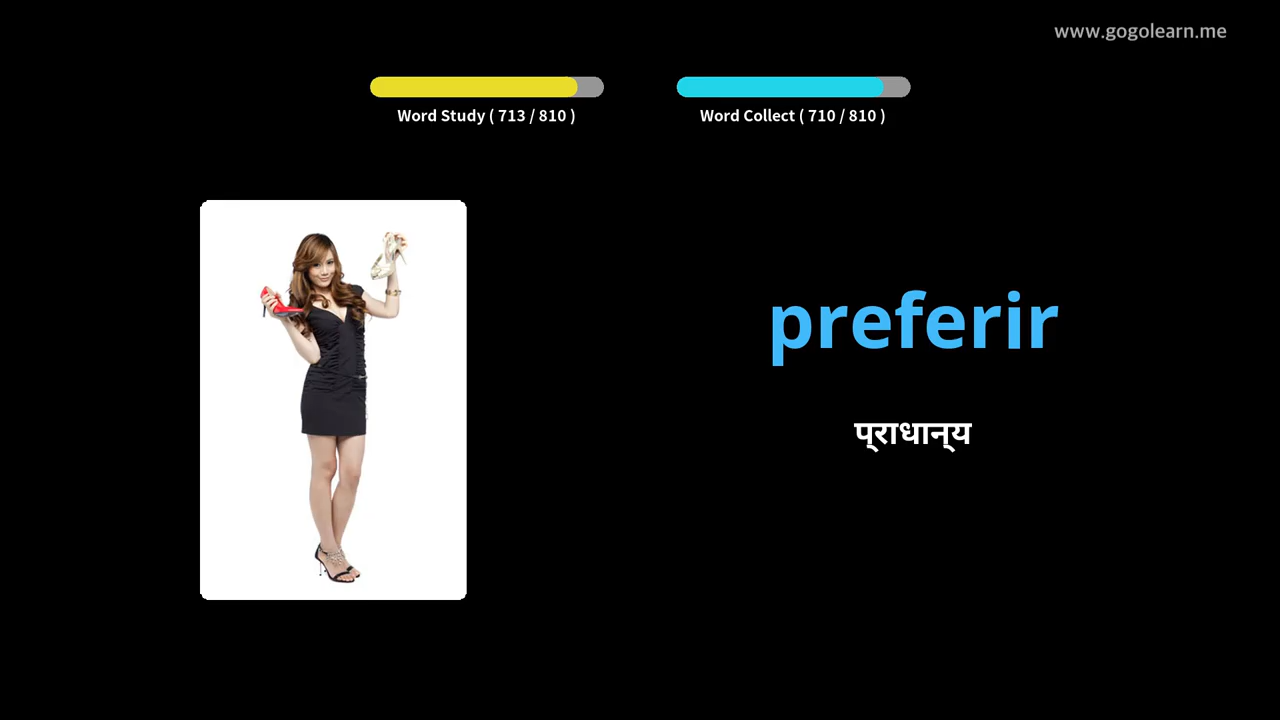 www.gogolearn.me
Word Study ( 713 / 810 )
Word Collect ( 710 / 810 )
preferir
प्राधान्य